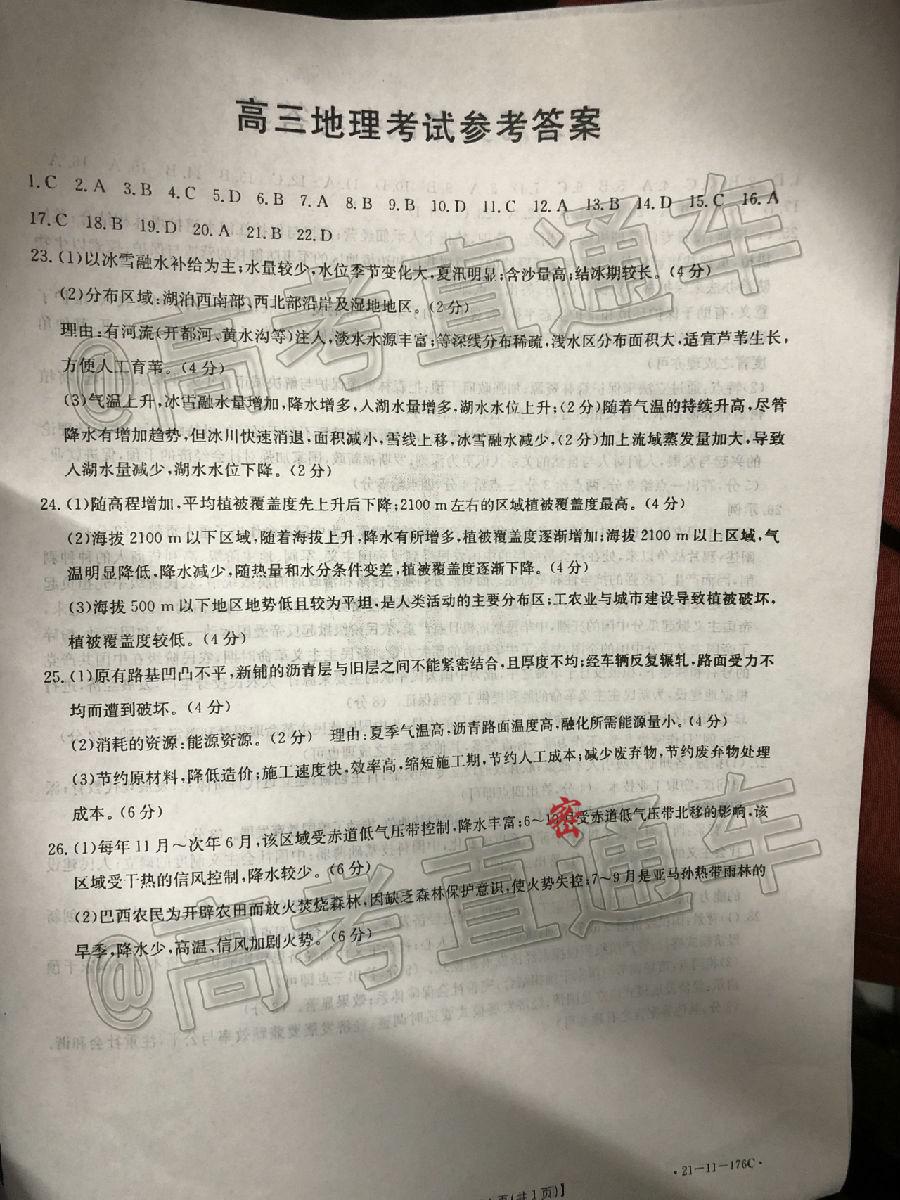 高三地理考试参考答案
1.C 2.A 3.B 4.C 5.D 6.B 7.A 8.B 9.B 10.D 11.C 12.A 13.B 14.D 15.C 16.A
17.C 18.B 19.D 20.A 21.B 22.D
23.(1)以冰雪融水补给为主;水量较少,水位季节变化大,夏汛明显;含沙量高;结冰期较长。(4分)
(2)分布区域:湖泊西南部、西北部沿岸及湿地地区。(2分)
理由:有河流(开都河、黄水沟等)注入,淡水水源丰富;等深线分布稀疏,浅水区分布面积大,适宜芦苇生长,
方便人工育苇。(4分)
(3)气温上升,冰雪融水量增加,降水增多,入湖水量增多,湖水水位上升;(2分)随着气温的持续升高,尽管
降水有增加趋势,但冰川快速消退,面积减小,雪线上移,冰雪融水减少,(2分)加上流域蒸发量加大,导致
入湖水量减少,湖水水位下降。(2分)
24.(1)随高程增加,平均植被覆盖度先上升后下降;2100 m左右的区域植被覆盖度最高。(4分)
(2)海拔2100 m以下区域,随着海拔上升,降水有所增多,植被覆盖度逐渐增加;海拔2100 m以上区域,气
温明显降低,降水减少,随热量和水分条件变差,植被覆盖度逐渐下降。(4分)
(3)海拔500 m以下地区地势低且较为平坦,是人类活动的主要分布区;工农业与城市建设导致植被破坏,
植被覆盖度较低。(4分)
25.(1)原有路基凹凸不平,新铺的沥青层与旧层之间不能紧密结合,且厚度不均;经车辆反复辗轧,路面受力不
均而遭到破坏。(4分)
(2)消耗的资源:能源资源。(2分) 理由:夏季气温高,沥青路面温度高,融化所需能源量小。(4分)
(3)节约原材料,降低造价;施工速度快,效率高,缩短施工期,节约人工成本;减少废弃物,节约废弃物处理
成本。(6分)
26.(1)每年11月～次年6月,该区域受赤道低气压带控制,降水丰富;6～1密受赤道低气压带北移的影响,该
区域受干热的信风控制,降水较少。(6分)
(2)巴西农民为开辟农田而放火焚烧森林,因缺乏森林保护意识,使火势失控;7～9月是亚马孙热带雨林的
旱季,降水少,高温、信风加剧火势。(6分)
@高考直通车
@高考直通车
页(共1页)】
·21-11-176C·